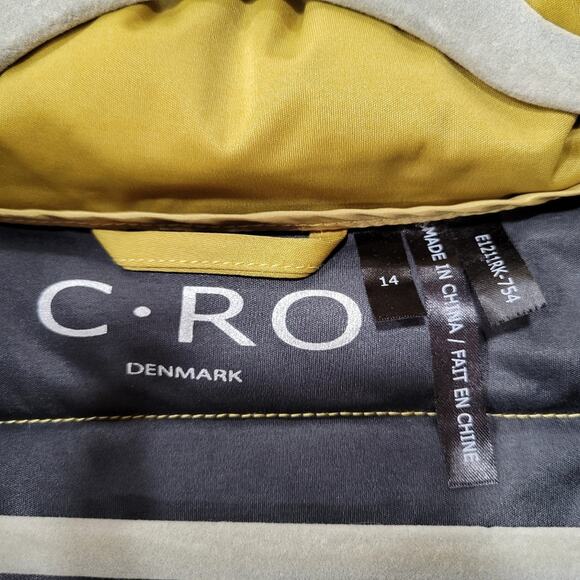 C·RO
DENMARK
14
MADE IN CHINA / FAIT EN CHINE
E1211RK-754